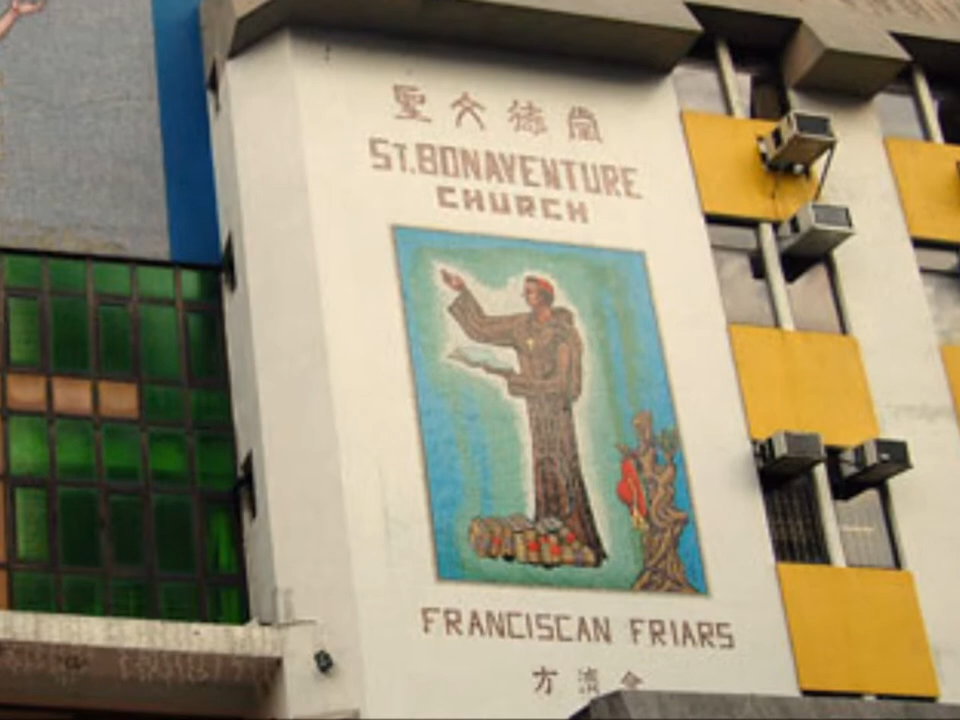 聖文德堂
ST.BONAVENTURE
CHURCH
FRANCISCAN FRIARS
方濟會